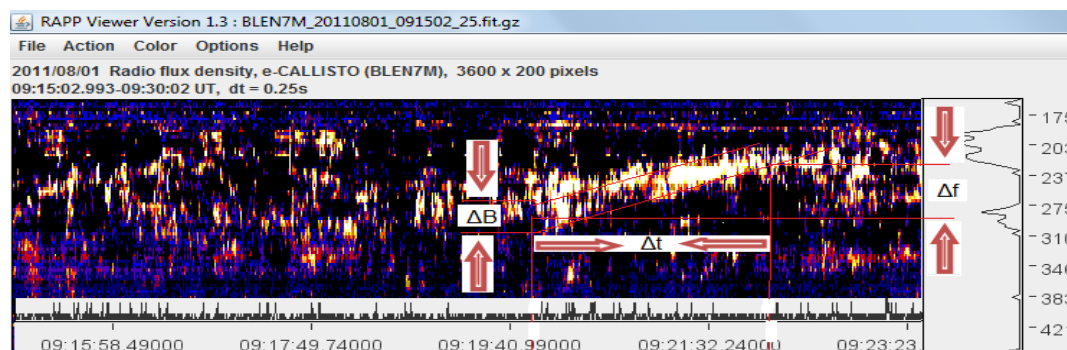 RAPP Viewer Version 1.3 : BLEN7M_20110801_091502_25.fit.gz
File Action Color Options Help
2011/08/01 Radio flux density, e-CALLISTO (BLEN7M), 3600 x 200 pixels
09:15:02.993-09:30:02 UT, dt = 0.25s
175
203
237
Δf
ΔB
275
Δt
316
346
383
421
09:15:58.49000 09:17:49.74000 09:19:40.99000 09:21:32.24000 09:23:23